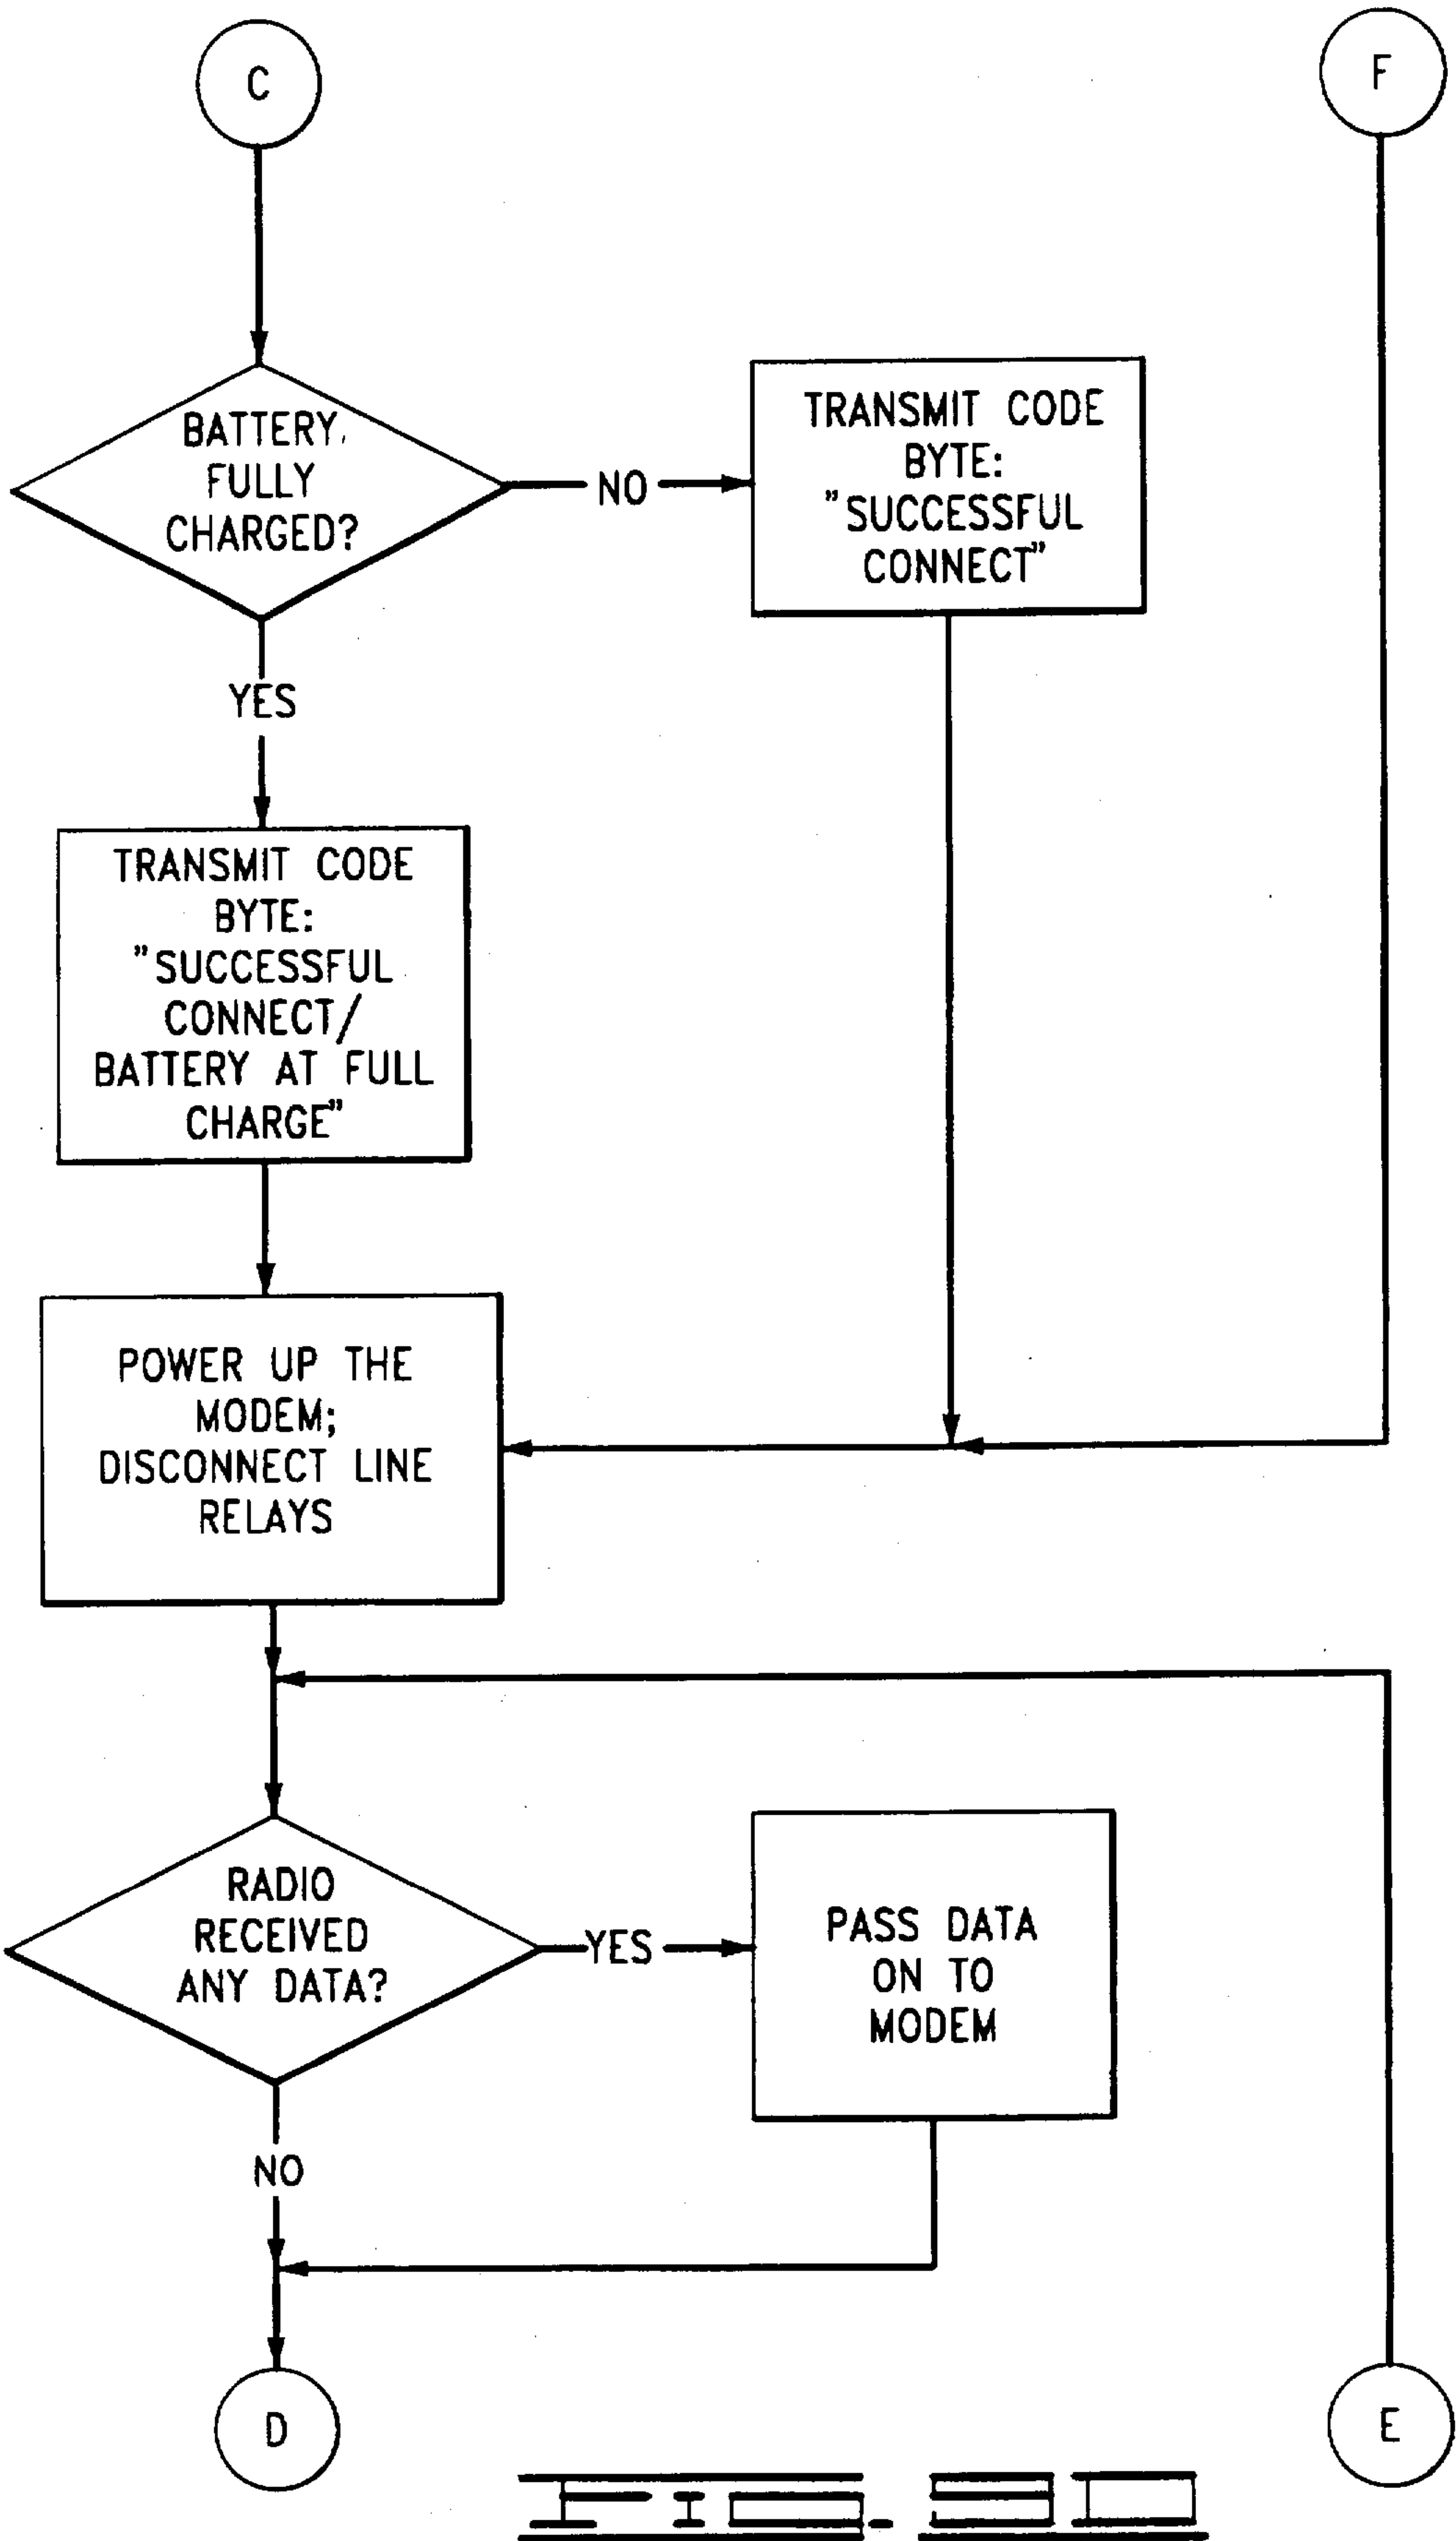 C
F
BATTERY
FULLY
CHARGED?
NO
TRANSMIT CODE
BYTE:
"SUCCESSFUL
CONNECT"
YES
TRANSMIT CODE
BYTE:
"SUCCESSFUL
CONNECT/
BATTERY AT FULL
CHARGE"
POWER UP THE
MODEM;
DISCONNECT LINE
RELAYS
RADIO
RECEIVED
ANY DATA?
YES
PASS DATA
ON TO
MODEM
NO
D
E